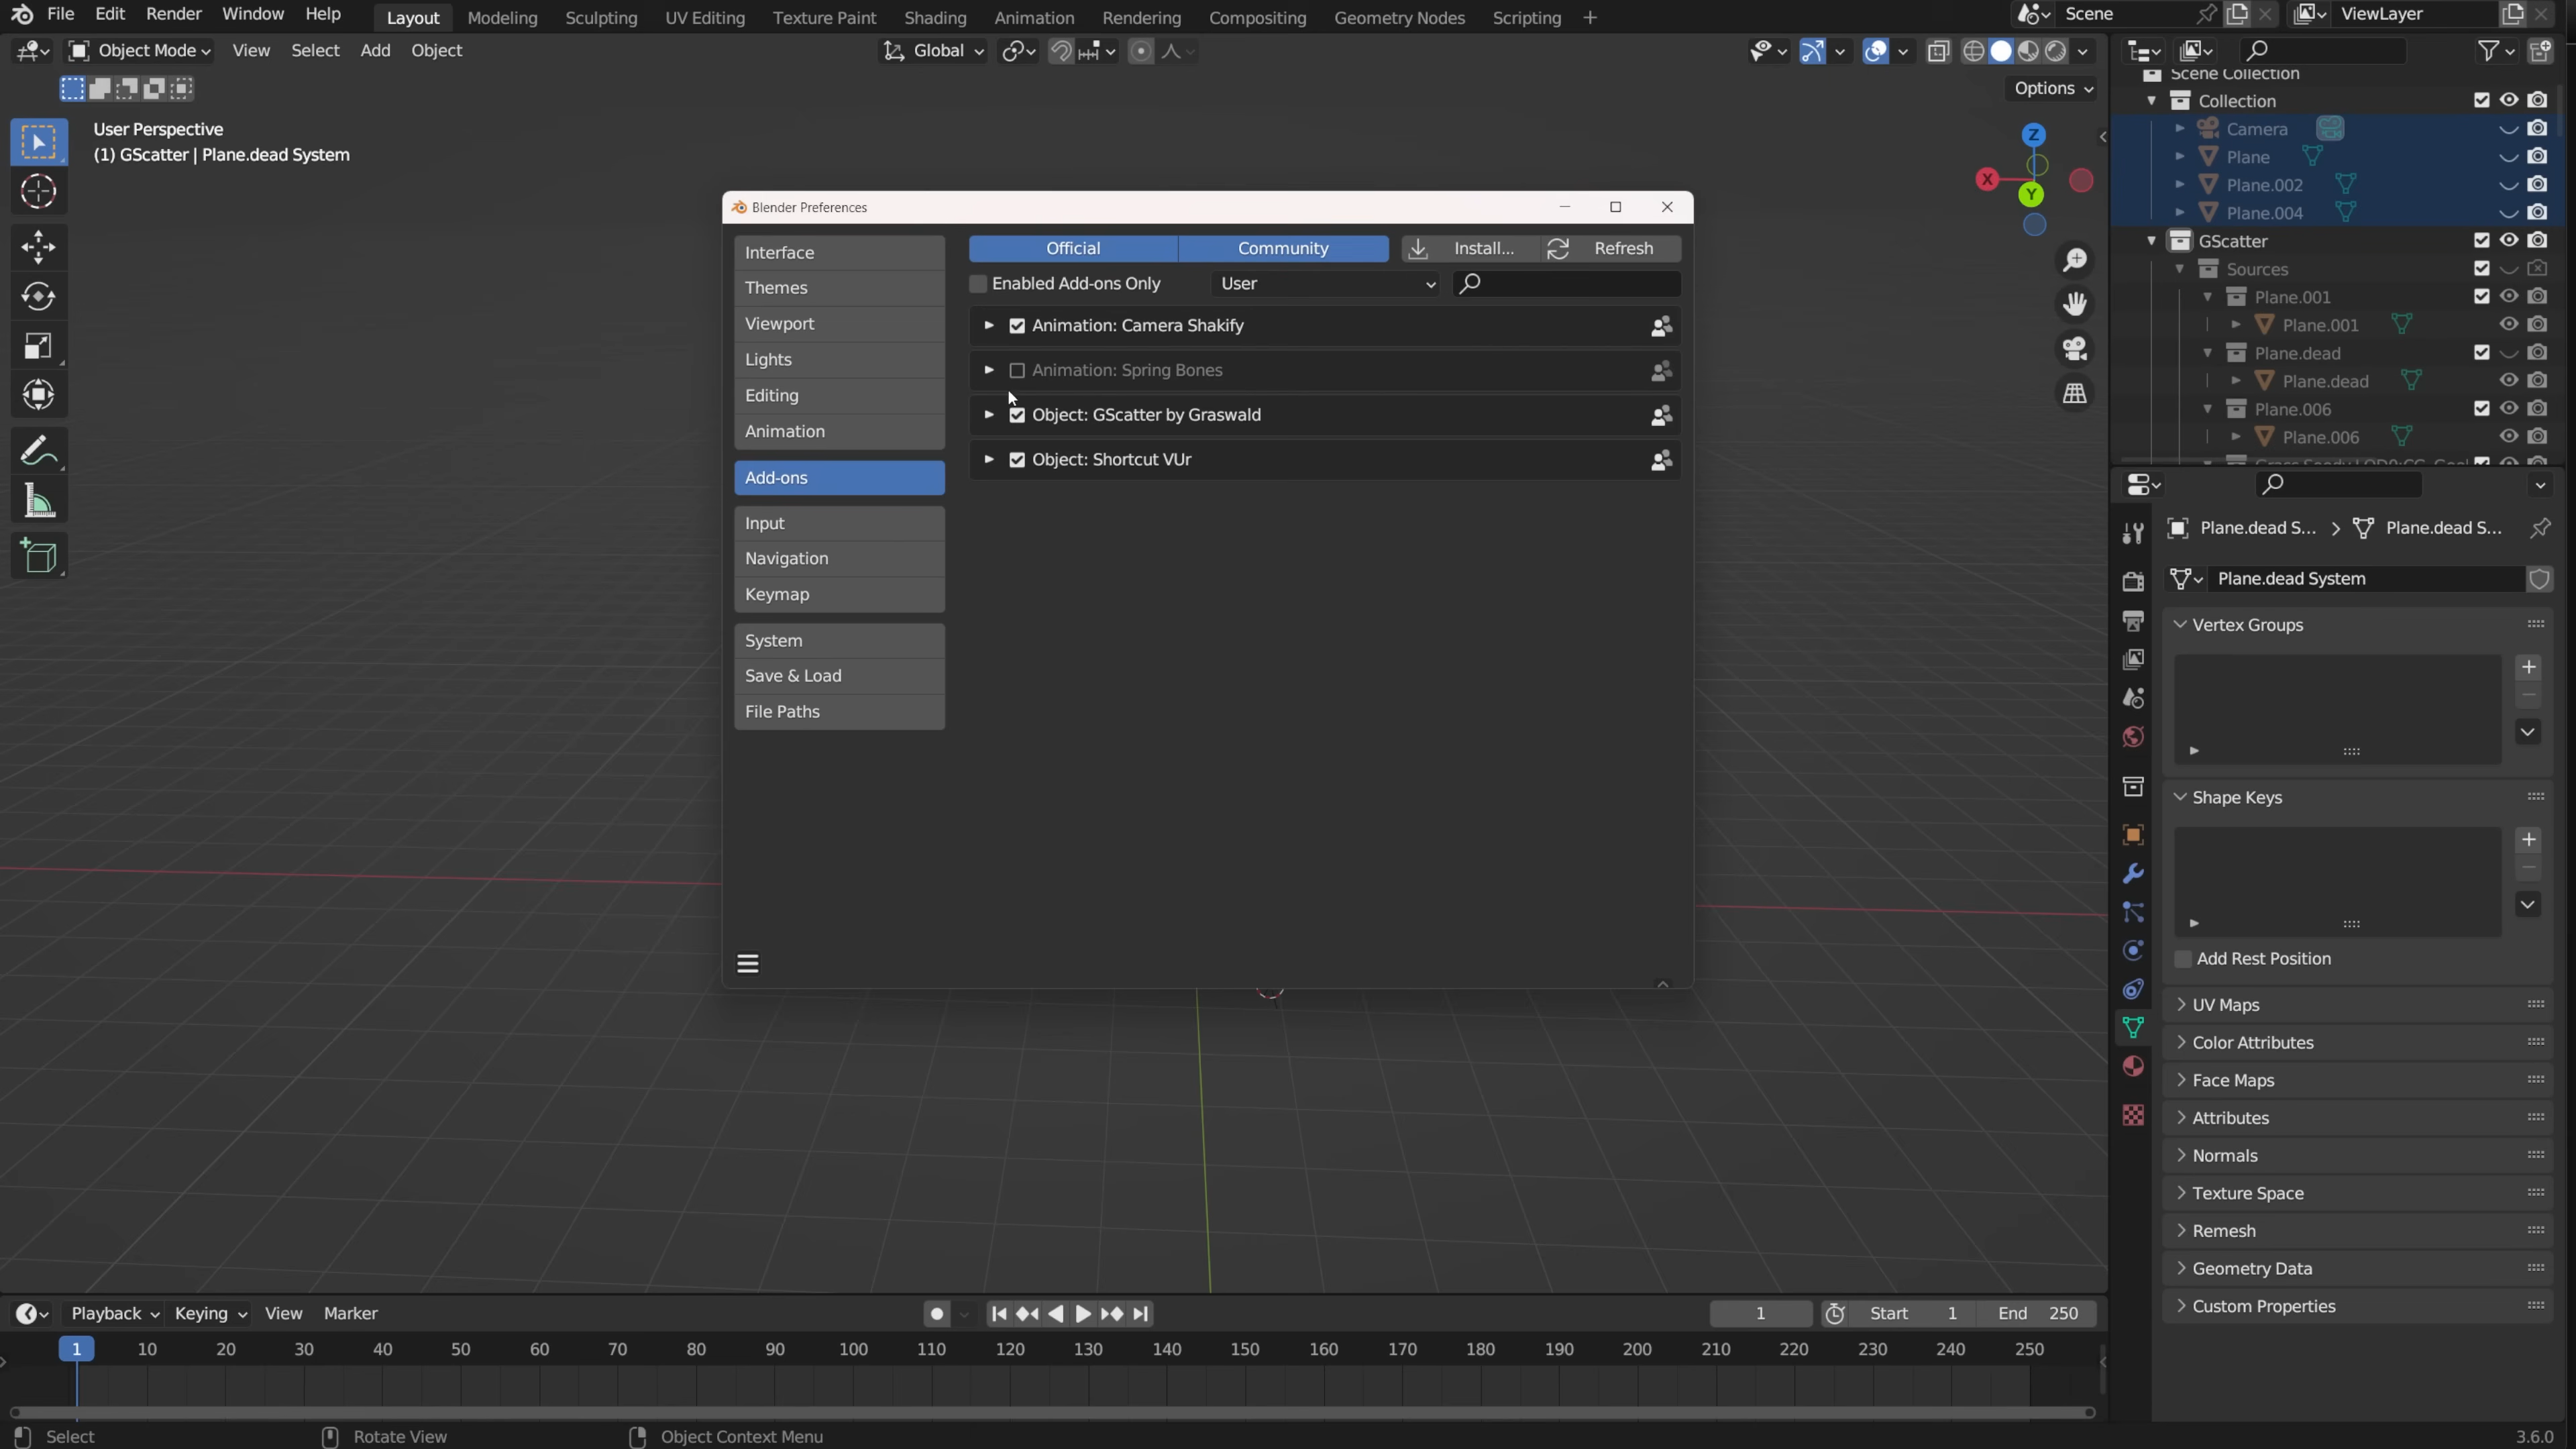 File Edit Render Window Help Layout Modeling Sculpting UV Editing Texture Paint Shading Animation Rendering Compositing Geometry Nodes Scripting + Scene ViewLayer
Object Mode View Select Add Object Global
Options
User Perspective
(1) GScatter | Plane.dead System
X Y Z
Scene Collection
Collection
Camera
Plane
Plane.002
Plane.004
GScatter
Sources
Plane.001
Plane.001
Plane.dead
Plane.dead
Plane.006
Plane.006
Blender Preferences
Interface
Themes
Viewport
Lights
Editing
Animation
Add-ons
Input
Navigation
Keymap
System
Save & Load
File Paths
Official Community Install... Refresh
Enabled Add-ons Only User
Animation: Camera Shakify
Animation: Spring Bones
Object: GScatter by Graswald
Object: Shortcut VUr
Plane.dead S... Plane.dead S...
Plane.dead System
Vertex Groups
Shape Keys
Add Rest Position
UV Maps
Color Attributes
Face Maps
Attributes
Normals
Texture Space
Remesh
Geometry Data
Custom Properties
Playback Keying View Marker 1 Start 1 End 250
1 10 20 30 40 50 60 70 80 90 100 110 120 130 140 150 160 170 180 190 200 210 220 230 240 250
Select Rotate View Object Context Menu 3.6.0